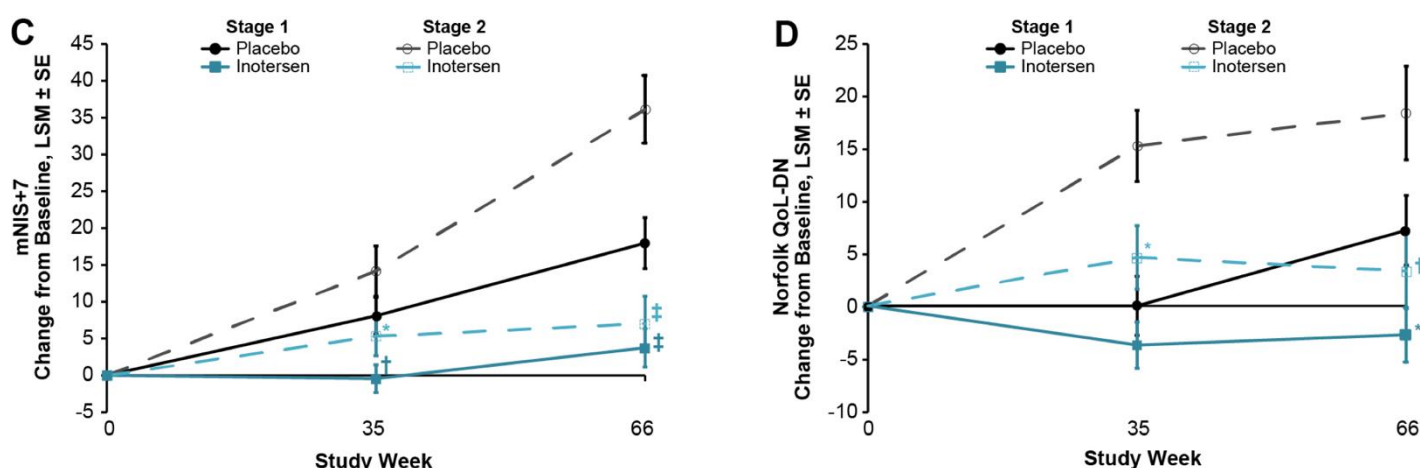 C
Stage 1 Stage 2
Placebo Placebo
Inotersen Inotersen
mNIS+7
Change from Baseline, LSM ± SE
45
40
35
30
25
20
15
10
5
0
-5
*
†
‡
‡
0 35 66
Study Week
D
Stage 1 Stage 2
Placebo Placebo
Inotersen Inotersen
Norfolk QoL-DN
Change from Baseline, LSM ± SE
25
20
15
10
5
0
-5
-10
*
†
*
0 35 66
Study Week